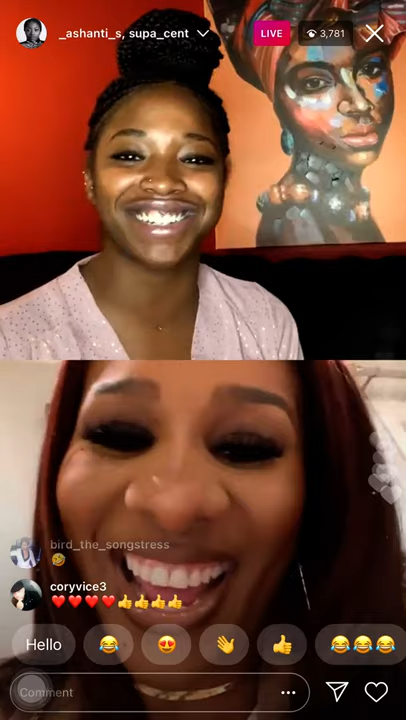 _ashanti_s, supa_cent
LIVE
3,781
bird_the_songstress
🤣
coryvice3
❤️❤️❤️❤️👍👍👍👍
Hello
😂
😍
👋
👍
😂😂😂
Comment